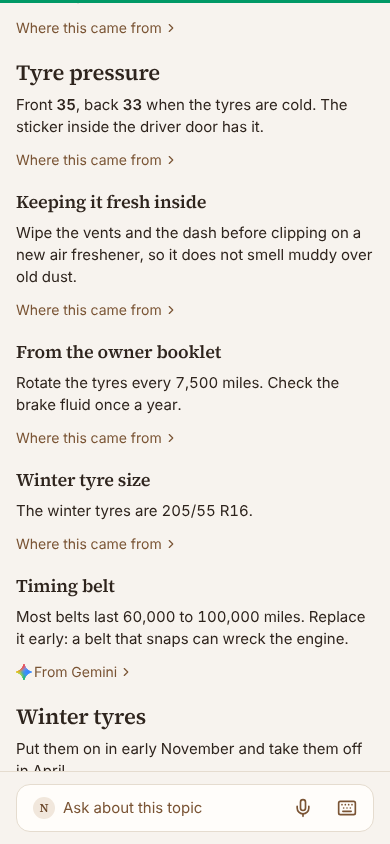 Where this came from
Tyre pressure
Front 35, back 33 when the tyres are cold. The
sticker inside the driver door has it.
Where this came from
Keeping it fresh inside
Wipe the vents and the dash before clipping on a
new air freshener, so it does not smell muddy over
old dust.
Where this came from
From the owner booklet
Rotate the tyres every 7,500 miles. Check the
brake fluid once a year.
Where this came from
Winter tyre size
The winter tyres are 205/55 R16.
Where this came from
Timing belt
Most belts last 60,000 to 100,000 miles. Replace
it early: a belt that snaps can wreck the engine.
From Gemini
Winter tyres
Put them on in early November and take them off
in April
N Ask about this topic